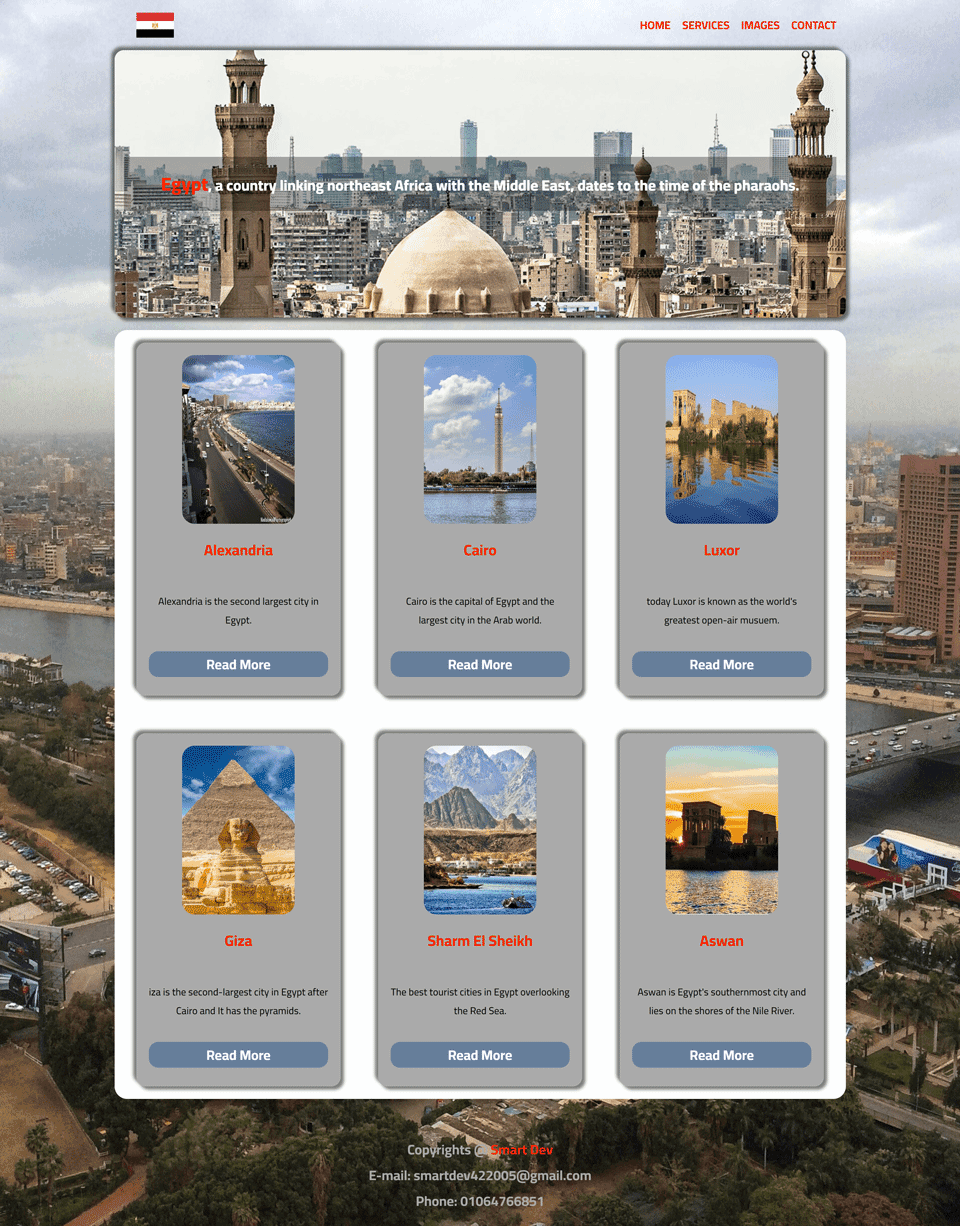 HOME SERVICES IMAGES CONTACT
Egypt, a country linking northeast Africa with the Middle East, dates to the time of the pharaohs.
Alexandria
Alexandria is the second largest city in
Egypt.
Read More
Cairo
Cairo is the capital of Egypt and the
largest city in the Arab world.
Read More
Luxor
today Luxor is known as the world's
greatest open-air musuem.
Read More
Giza
iza is the second-largest city in Egypt after
Cairo and It has the pyramids.
Read More
Sharm El Sheikh
The best tourist cities in Egypt overlooking
the Red Sea.
Read More
Aswan
Aswan is Egypt's southernmost city and
lies on the shores of the Nile River.
Read More
Copyrights @ Smart Dev
E-mail: smartdev422005@gmail.com
Phone: 01064766851